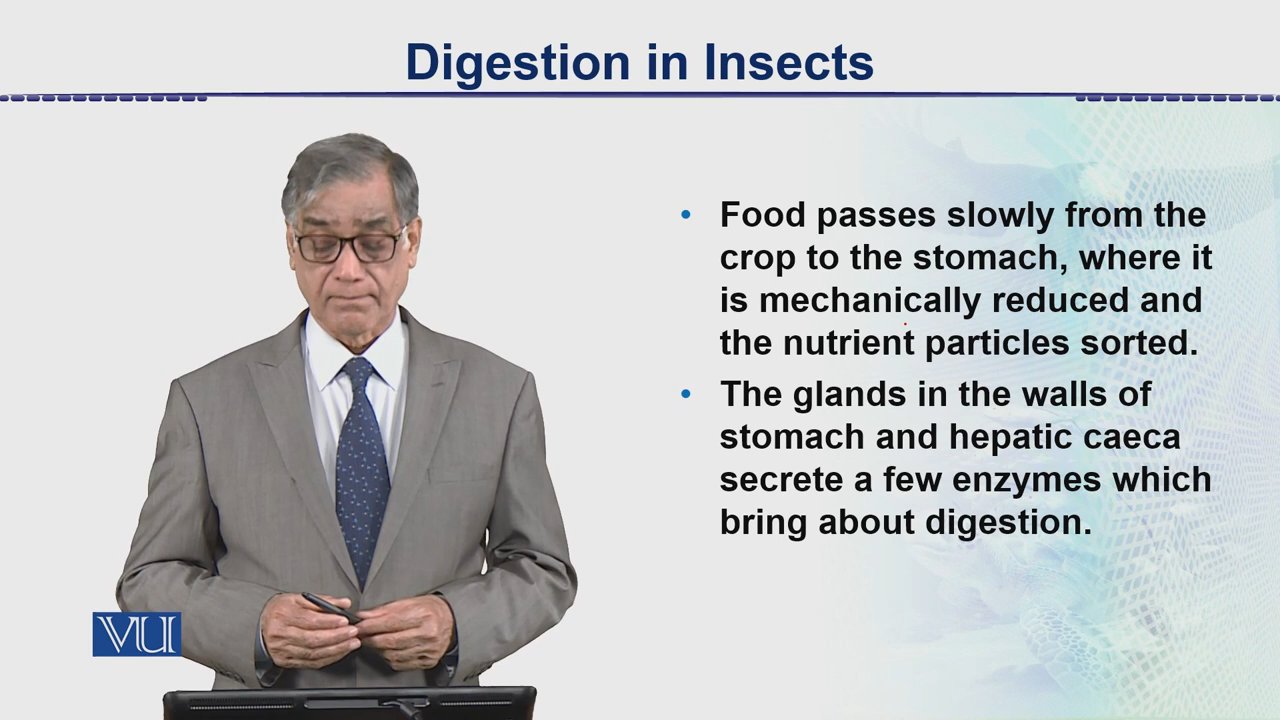 Digestion in Insects
• Food passes slowly from the
crop to the stomach, where it
is mechanically reduced and
the nutrient particles sorted.
• The glands in the walls of
stomach and hepatic caeca
secrete a few enzymes which
bring about digestion.
VU